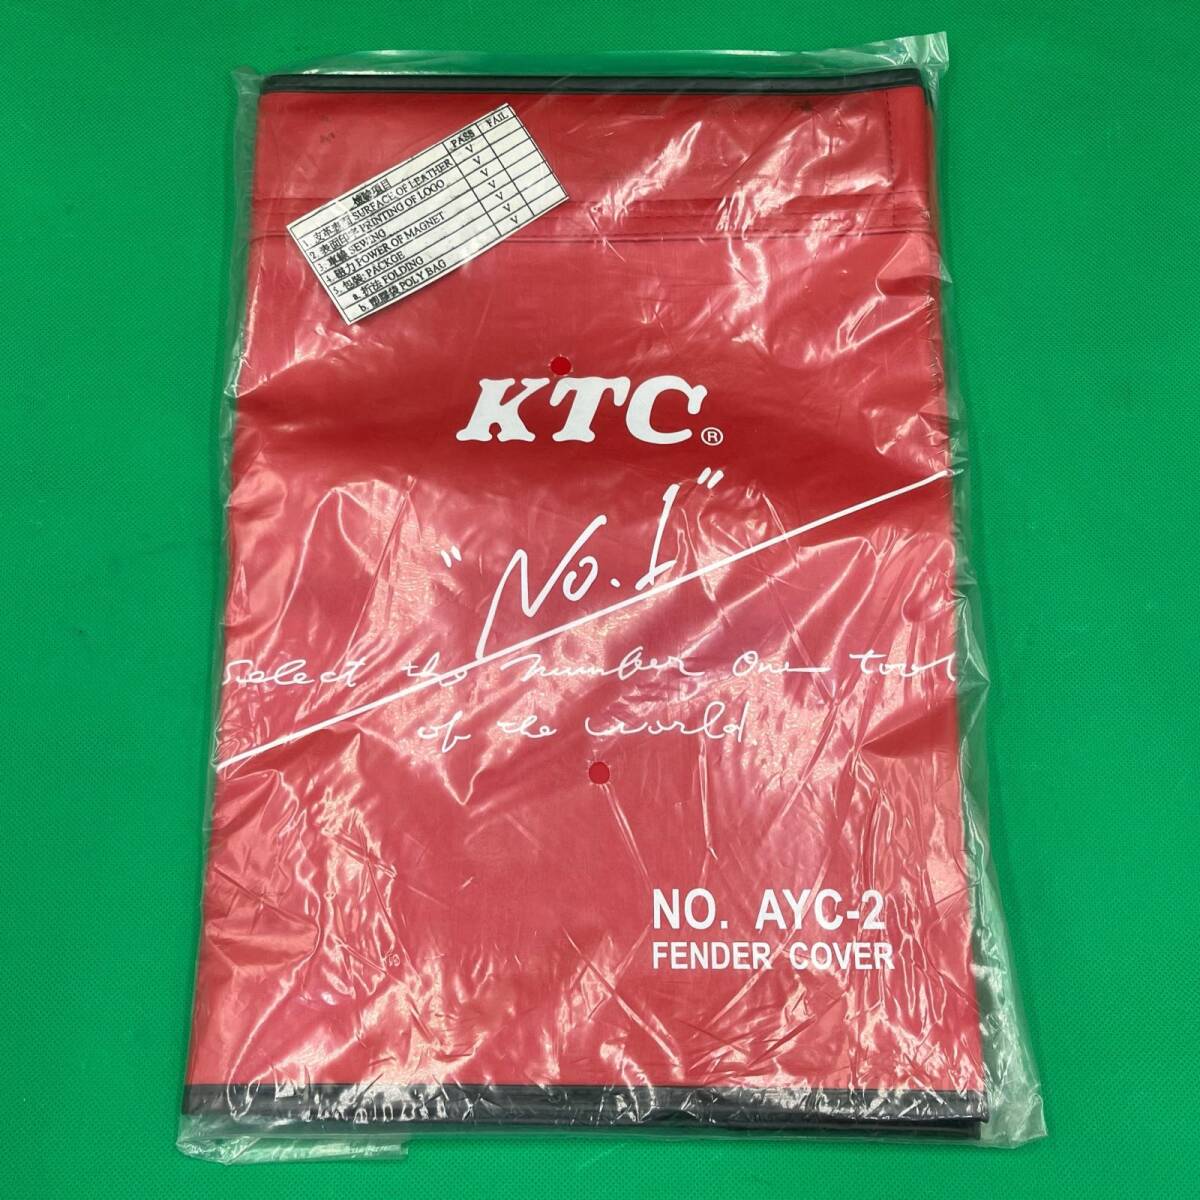 檢驗項目 PASS FAIL
1. 皮革表面 SURFACE OF LEATHER V
2. 表面印字 PRINTING OF LOGO V
3. 車縫 SEWING V
4. 磁力 POWER OF MAGNET V
5. 包裝: PACKGE
a. 折法 FOLDING V
b. 塑膠袋 POLY BAG V
KTC®
"No.1"
Select the number one tool
of the world.
NO. AYC-2
FENDER COVER